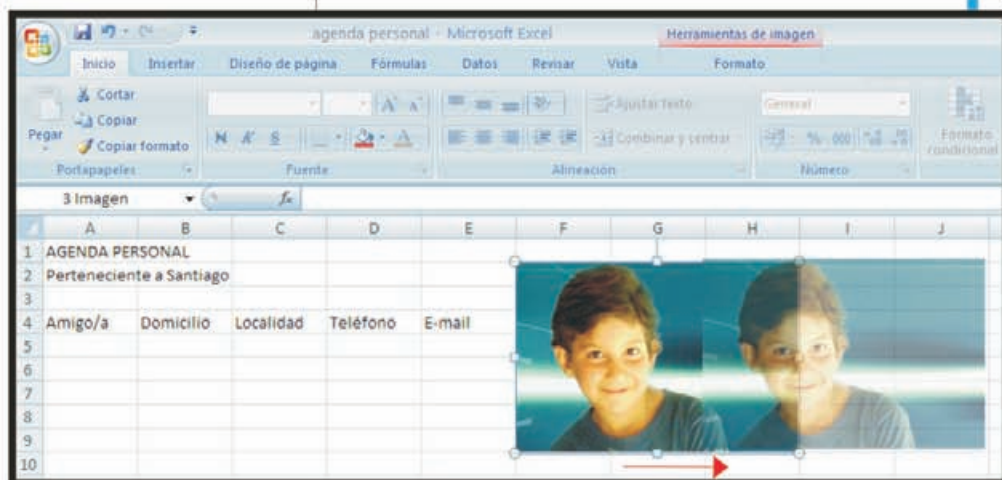 agenda personal - Microsoft Excel
Herramientas de imagen
Inicio Insertar Diseño de página Fórmulas Datos Revisar Vista Formato
Cortar
Copiar
Copiar formato
Pegar
N K S
A A
Ajustar texto
Combinar y centrar
General
% 000
Formato condicional
Portapapeles Fuente Alineación Número
3 Imagen fx
A B C D E F G H I J
1 AGENDA PERSONAL
2 Perteneciente a Santiago
3
4 Amigo/a Domicilio Localidad Teléfono E-mail
5
6
7
8
9
10